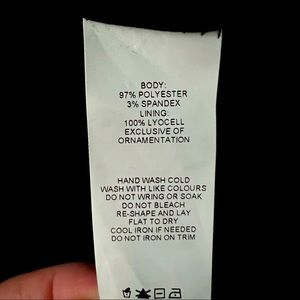 BODY:
97% POLYESTER
3% SPANDEX
LINING:
100% LYOCELL
EXCLUSIVE OF
ORNAMENTATION
HAND WASH COLD
WASH WITH LIKE COLOURS
DO NOT WRING OR SOAK
DO NOT BLEACH
RE-SHAPE AND LAY
FLAT TO DRY
COOL IRON IF NEEDED
DO NOT IRON ON TRIM